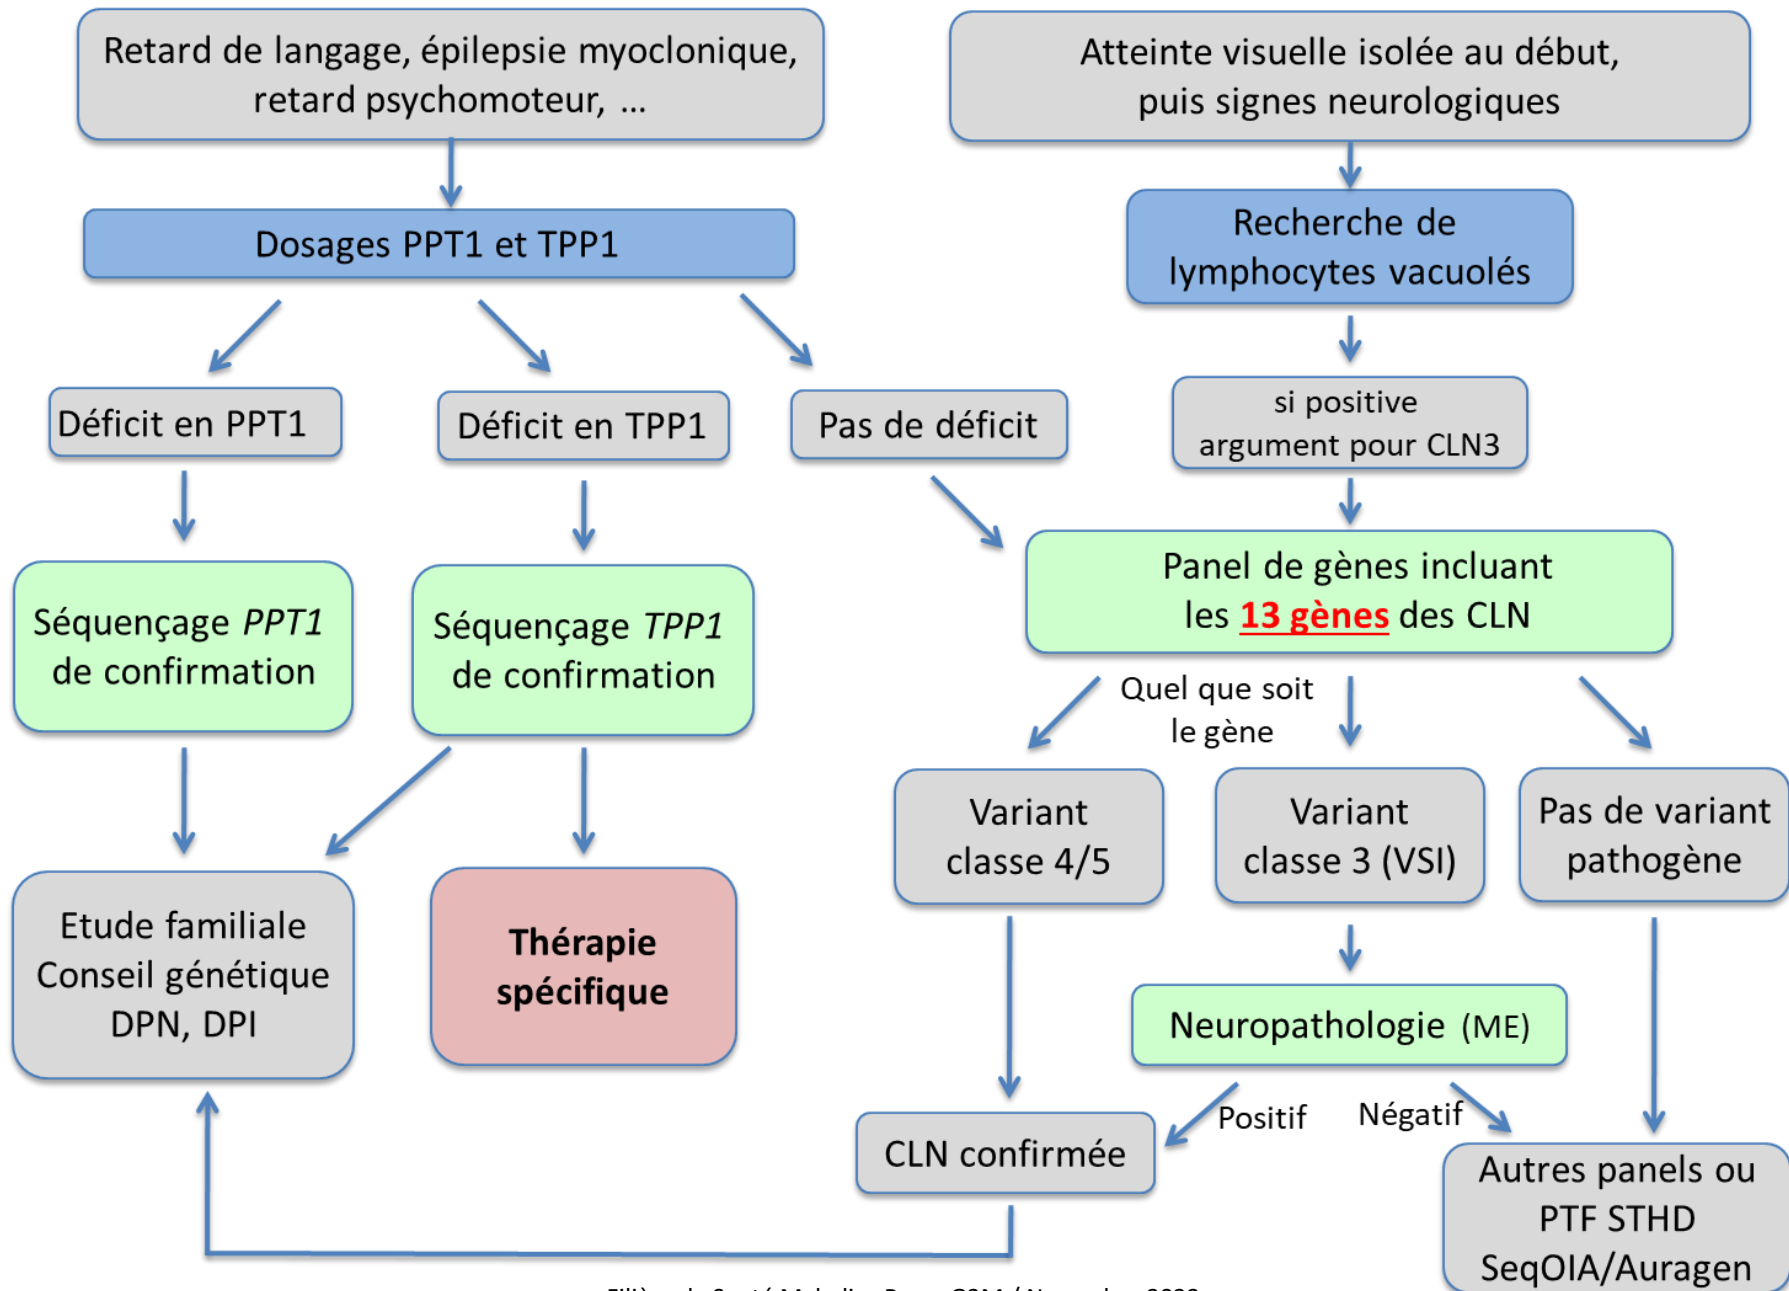 Retard de langage, épilepsie myoclonique,
retard psychomoteur, ...
Atteinte visuelle isolée au début,
puis signes neurologiques
Dosages PPT1 et TPP1
Recherche de
lymphocytes vacuolés
Déficit en PPT1
Déficit en TPP1
Pas de déficit
si positive
argument pour CLN3
Séquençage PPT1
de confirmation
Séquençage TPP1
de confirmation
Panel de gènes incluant
les 13 gènes des CLN
Quel que soit
le gène
Variant
classe 4/5
Variant
classe 3 (VSI)
Pas de variant
pathogène
Etude familiale
Conseil génétique
DPN, DPI
Thérapie
spécifique
Neuropathologie (ME)
Positif
Négatif
CLN confirmée
Autres panels ou
PTF STHD
SeqOIA/Auragen